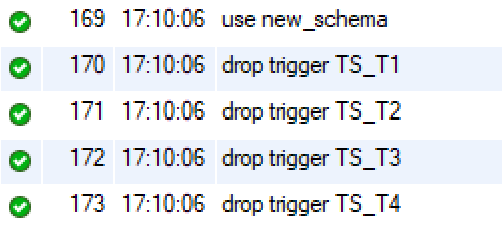 169 17:10:06 use new_schema
170 17:10:06 drop trigger TS_T1
171 17:10:06 drop trigger TS_T2
172 17:10:06 drop trigger TS_T3
173 17:10:06 drop trigger TS_T4